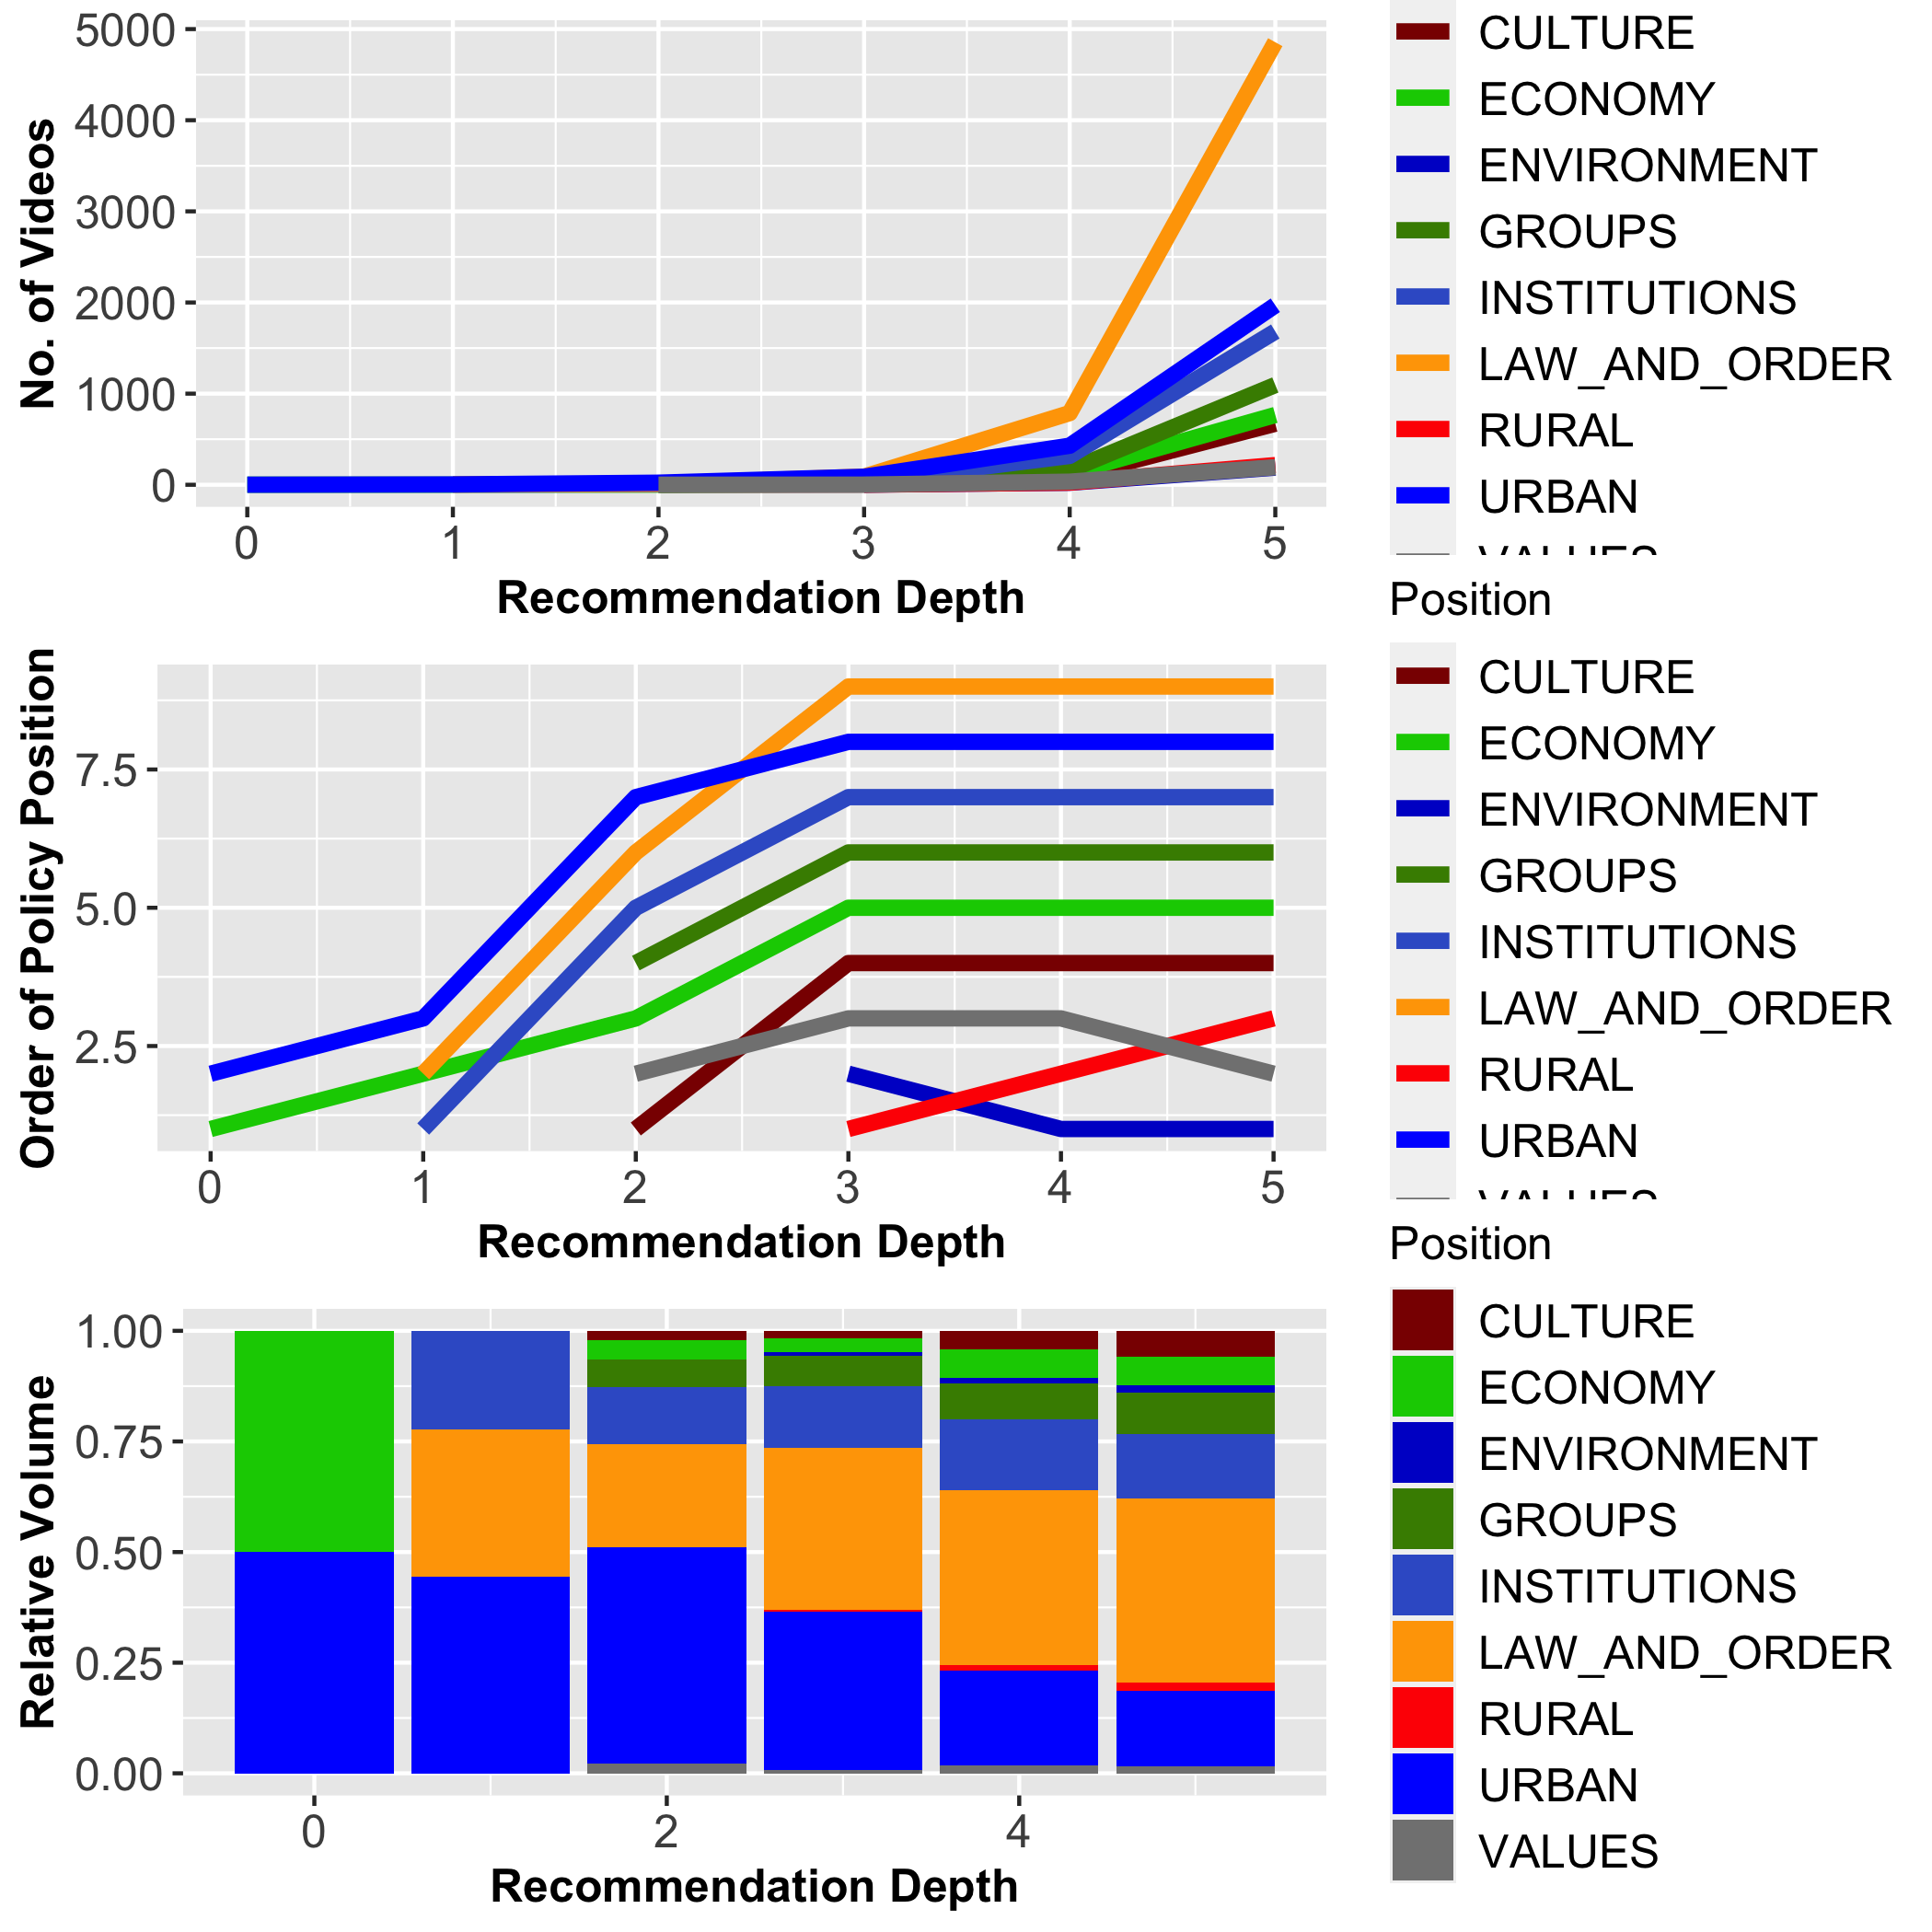 5000
4000
3000
2000
1000
0
No. of Videos
0 1 2 3 4 5
Recommendation Depth
CULTURE
ECONOMY
ENVIRONMENT
GROUPS
INSTITUTIONS
LAW_AND_ORDER
RURAL
URBAN
VALUES
Position
7.5
5.0
2.5
Order of Policy Position
0 1 2 3 4 5
Recommendation Depth
CULTURE
ECONOMY
ENVIRONMENT
GROUPS
INSTITUTIONS
LAW_AND_ORDER
RURAL
URBAN
VALUES
Position
1.00
0.75
0.50
0.25
0.00
Relative Volume
0 2 4
Recommendation Depth
CULTURE
ECONOMY
ENVIRONMENT
GROUPS
INSTITUTIONS
LAW_AND_ORDER
RURAL
URBAN
VALUES